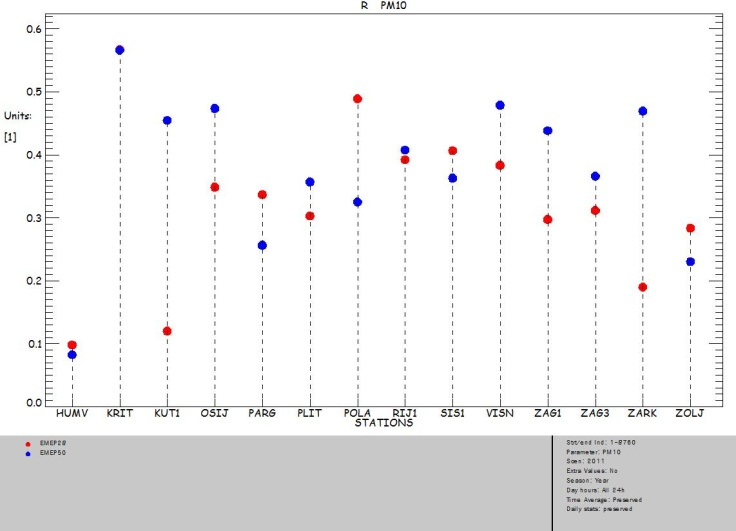 R PM10
0.6
0.5
Units:
[1]
0.4
0.3
0.2
0.1
0.0
HUMV KRIT KUT1 OSIJ PARG PLIT POLA RIJ1 SIS1 VISN ZAG1 ZAG3 ZARK ZOLJ
STATIONS
EMEP28
EMEP50
Strt/end Ind: 1-8760
Parameter: PM10
Scen: 2011
Extra Values: No
Season: Year
Day hours: All 24h
Time Average: Preserved
Daily stats: preserved